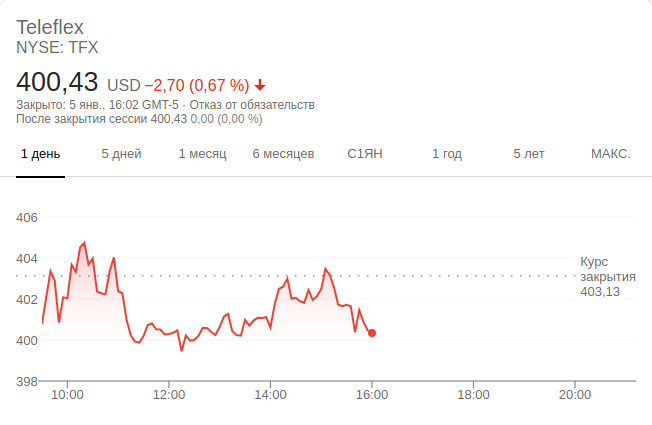 Teleflex
NYSE: TFX
400,43 USD −2,70 (0,67 %)
Закрыто: 5 янв., 16:02 GMT-5 · Отказ от обязательств
После закрытия сессии 400,43 0,00 (0,00 %)
1 день 5 дней 1 месяц 6 месяцев С1ЯН 1 год 5 лет МАКС.
406
404
402
400
398
Курс
закрытия
403,13
10:00 12:00 14:00 16:00 18:00 20:00